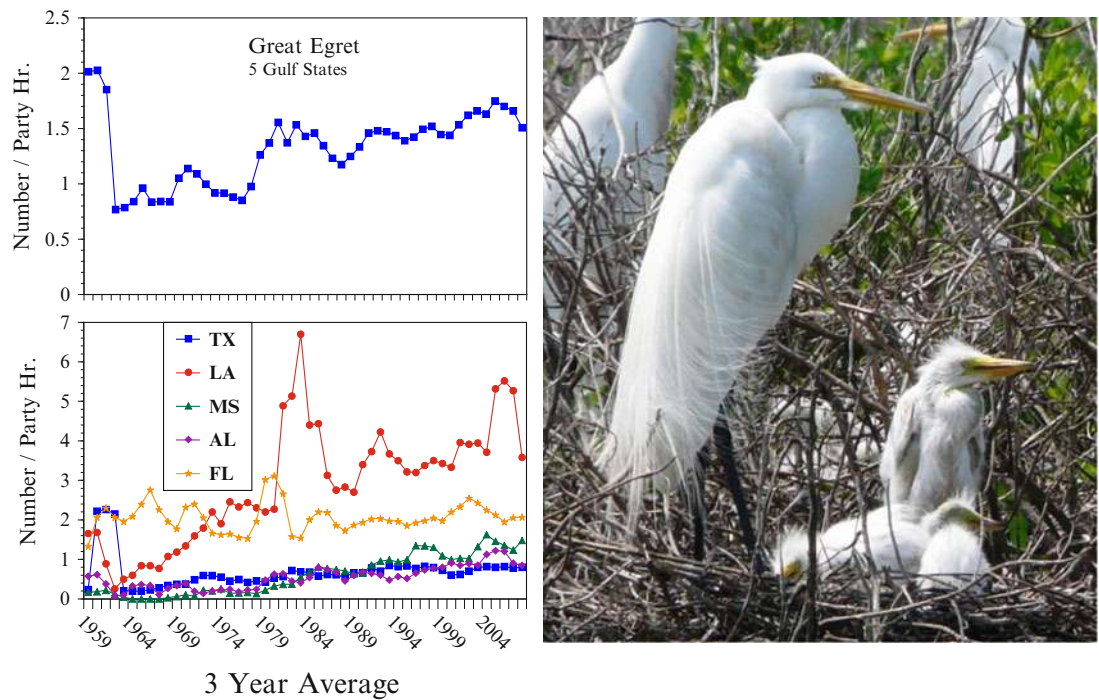 Great Egret
5 Gulf States
Number / Party Hr.
2.5
2
1.5
1
0.5
0
Number / Party Hr.
7
6
5
4
3
2
1
0
TX
LA
MS
AL
FL
1959
1964
1969
1974
1979
1984
1989
1994
1999
2004
3 Year Average